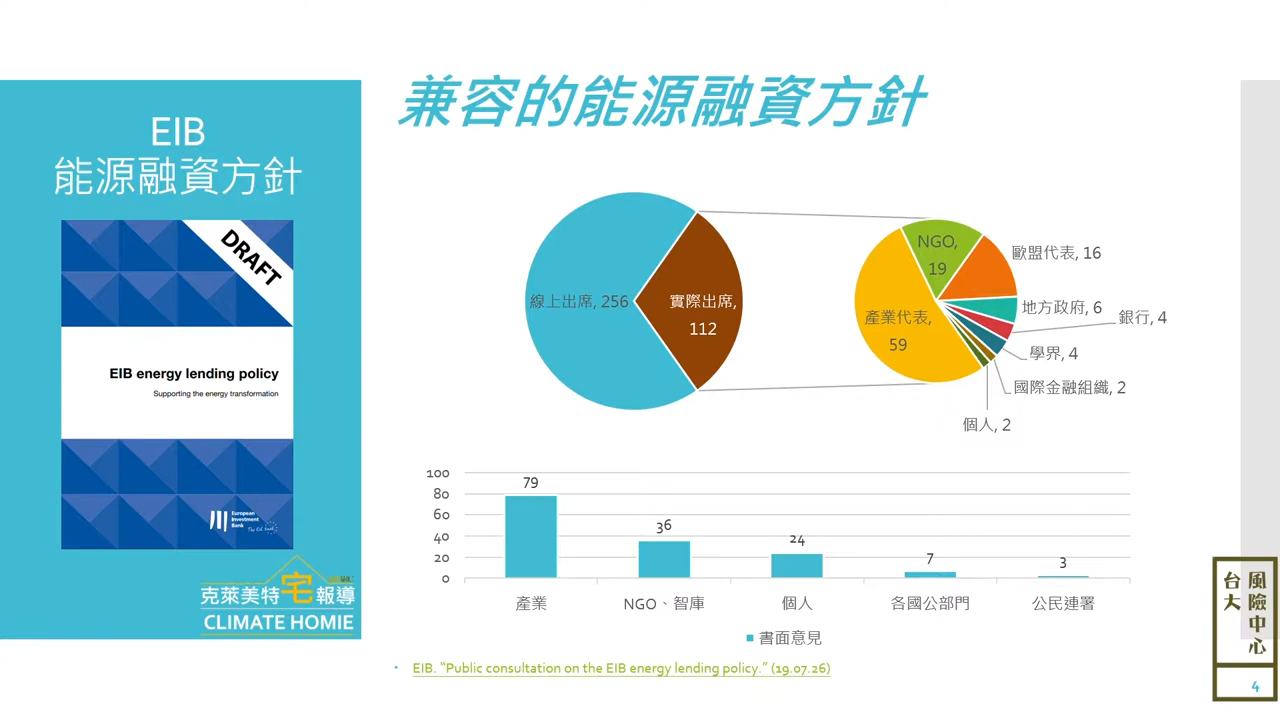 兼容的能源融資方針
EIB
能源融資方針
DRAFT
EIB energy lending policy
Supporting the energy transformation
European
Investment
Bank
The EU bank
克萊美特宅報導
CLIMATE HOMIE
線上出席, 256
實際出席,
112
NGO,
19
歐盟代表, 16
地方政府, 6
銀行, 4
學界, 4
國際金融組織, 2
個人, 2
產業代表,
59
100
80
60
40
20
0
79
36
24
7
3
產業
NGO、智庫
個人
各國公部門
公民連署
書面意見
• EIB. “Public consultation on the EIB energy lending policy.” (19.07.26)
台大
風險中心
4